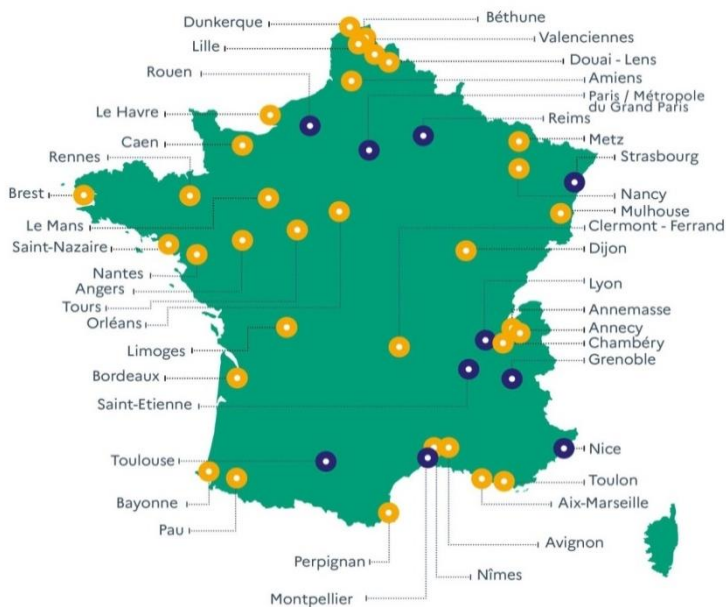 Dunkerque
Béthune
Valenciennes
Lille
Douai - Lens
Rouen
Amiens
Paris / Métropole
du Grand Paris
Le Havre
Reims
Caen
Metz
Rennes
Strasbourg
Brest
Nancy
Le Mans
Mulhouse
Saint-Nazaire
Clermont - Ferrand
Nantes
Dijon
Angers
Tours
Lyon
Orléans
Annemasse
Annecy
Limoges
Chambéry
Grenoble
Bordeaux
Saint-Etienne
Toulouse
Nice
Bayonne
Toulon
Aix-Marseille
Pau
Avignon
Perpignan
Nîmes
Montpellier